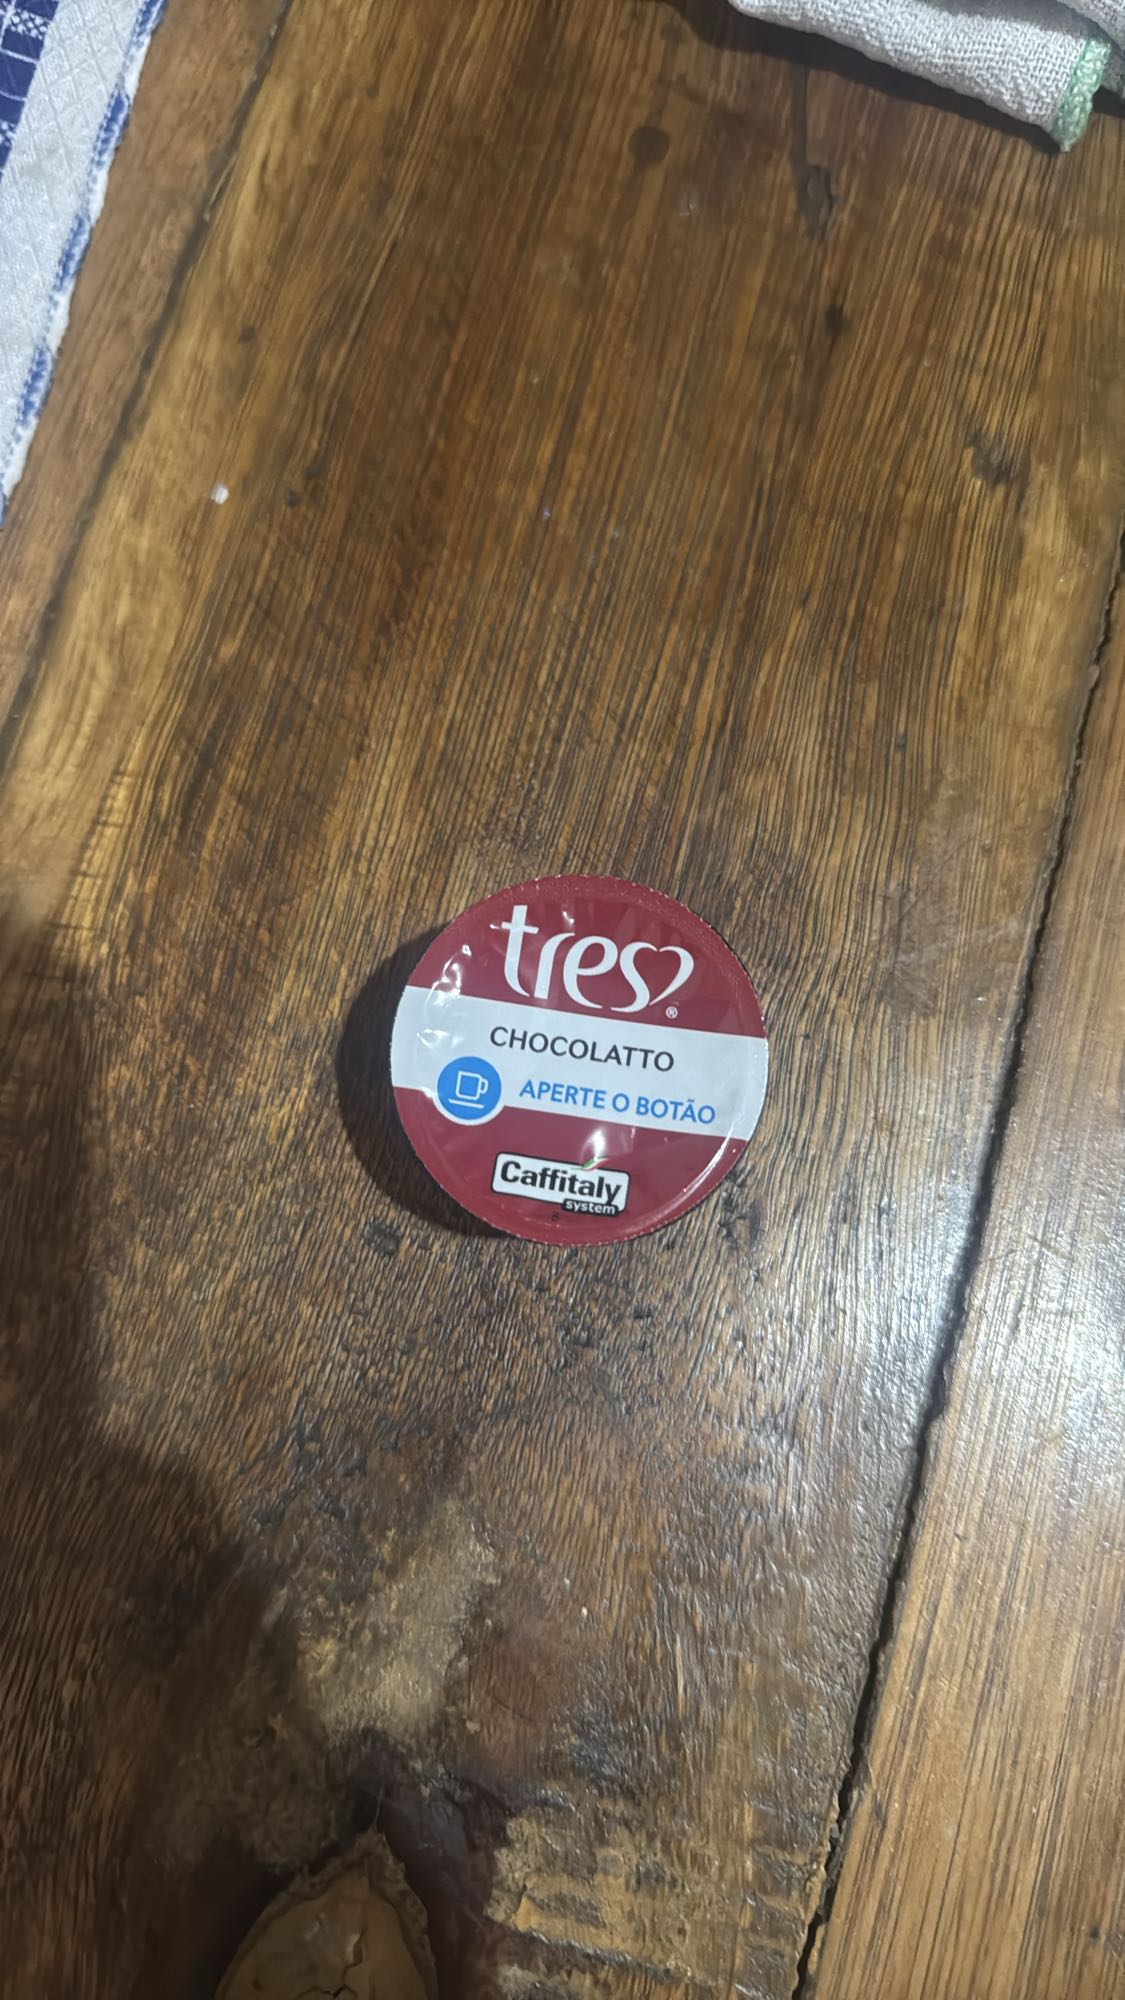 tres
®
CHOCOLATTO
APERTE O BOTÃO
Caffitaly
system